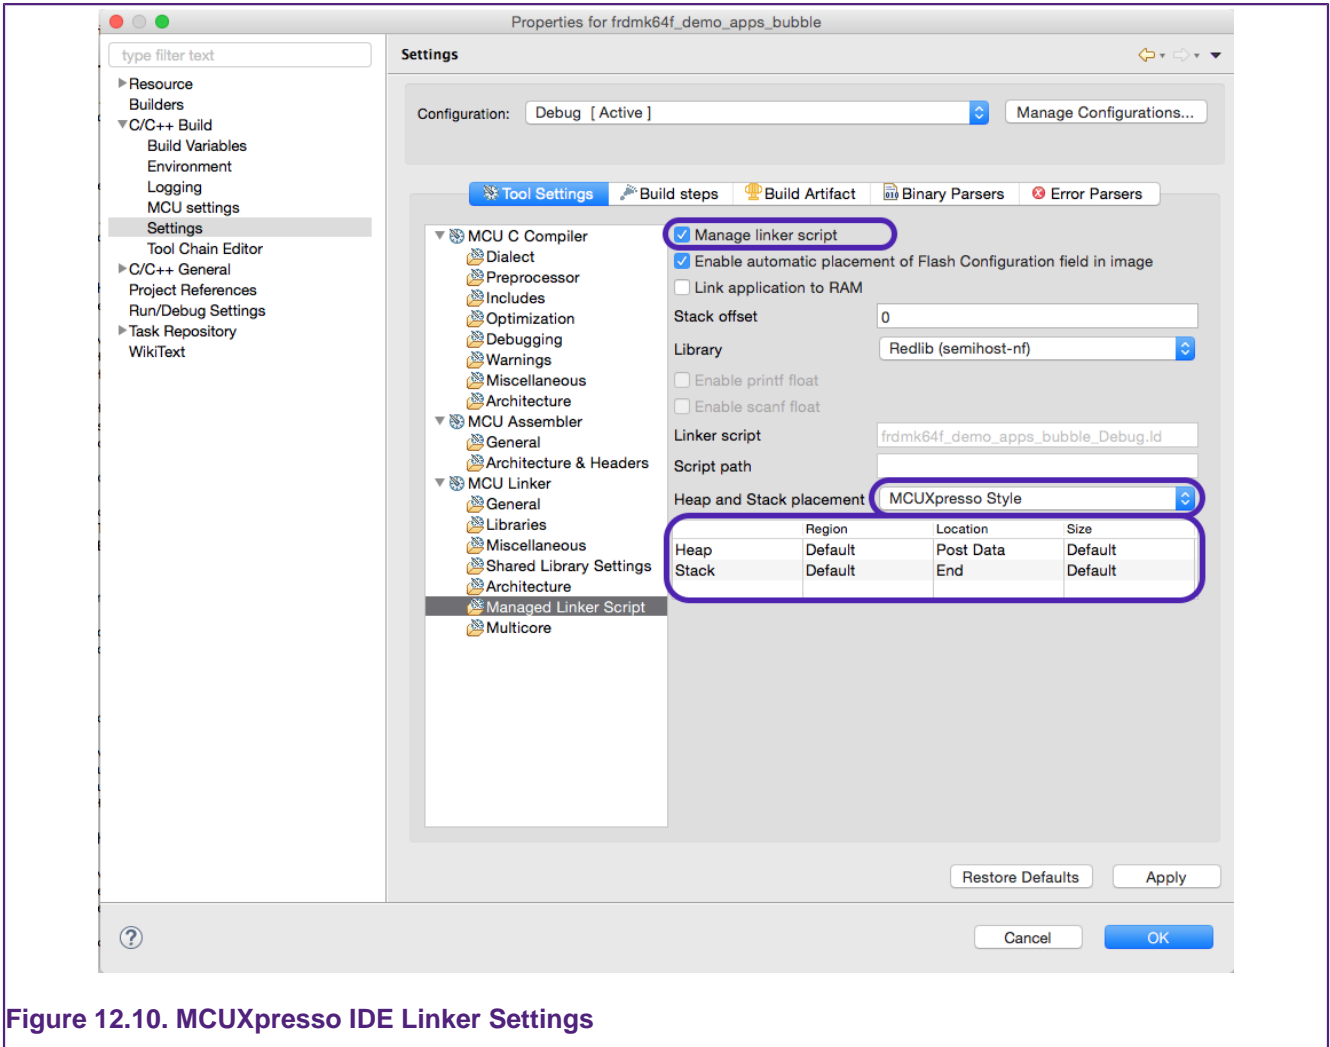 Properties for frdmk64f_demo_apps_bubble
type filter text
Resource
Builders
C/C++ Build
Build Variables
Environment
Logging
MCU settings
Settings
Tool Chain Editor
C/C++ General
Project References
Run/Debug Settings
Task Repository
WikiText
Settings
Configuration: Debug [ Active ] Manage Configurations...
Tool Settings Build steps Build Artifact Binary Parsers Error Parsers
MCU C Compiler
Dialect
Preprocessor
Includes
Optimization
Debugging
Warnings
Miscellaneous
Architecture
MCU Assembler
General
Architecture & Headers
MCU Linker
General
Libraries
Miscellaneous
Shared Library Settings
Architecture
Managed Linker Script
Multicore
Manage linker script
Enable automatic placement of Flash Configuration field in image
Link application to RAM
Stack offset 0
Library Redlib (semihost-nf)
Enable printf float
Enable scanf float
Linker script frdmk64f_demo_apps_bubble_Debug.ld
Script path
Heap and Stack placement MCUXpresso Style
Region Location Size
Heap Default Post Data Default
Stack Default End Default
Restore Defaults Apply
? Cancel OK
Figure 12.10. MCUXpresso IDE Linker Settings